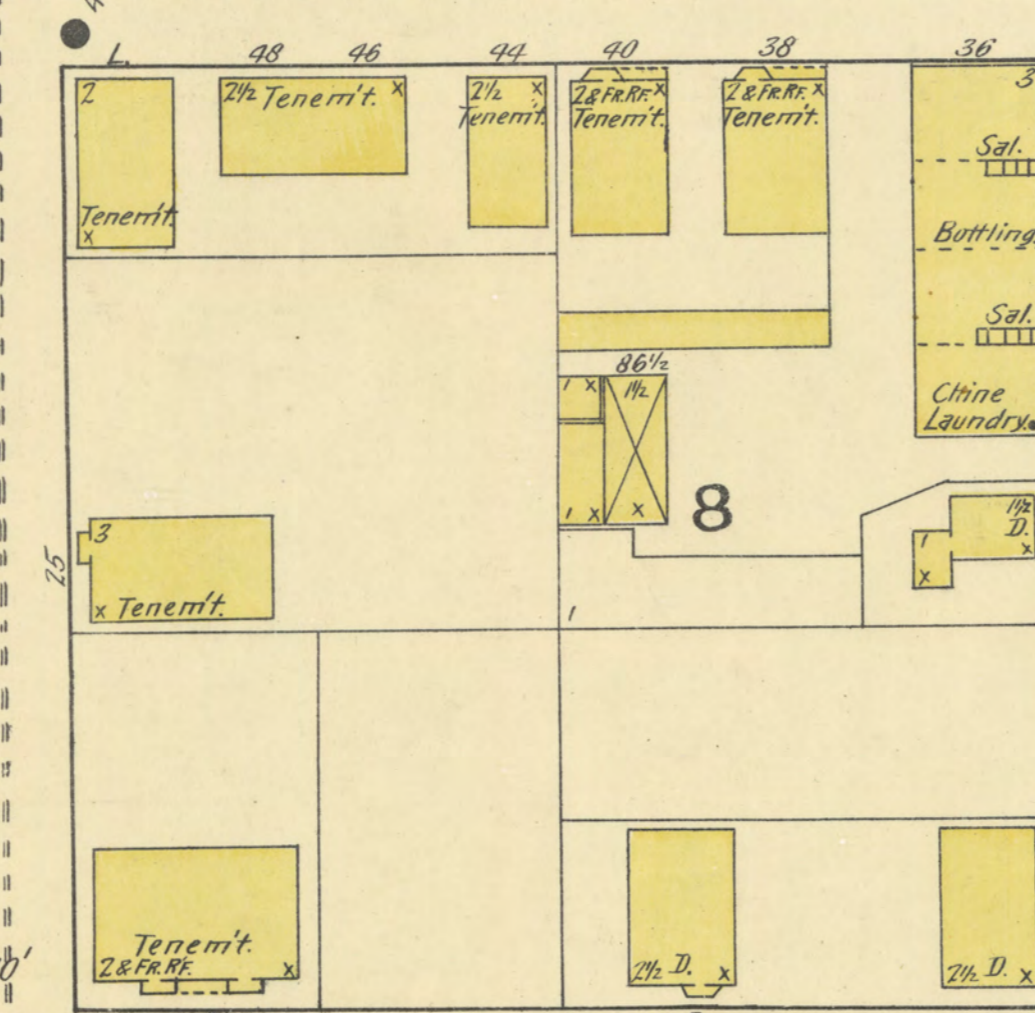 L. 48 46 44 40 38 36
2 2½ Tenem't. x 2½ x 2&FR.RF. x 2&FR.RF. x 3
Tenem't. Tenem't. Tenem't.
Sal.
Tenem't.
x
Bottling
Sal.
86½
1 x 1½
Chine
Laundry.
8
1 x x
1½
D.
x
1
x
3
25
x Tenem't.
1
Tenem't.
2&FR.RF. x
2½ D. x
2½ D. x
0'